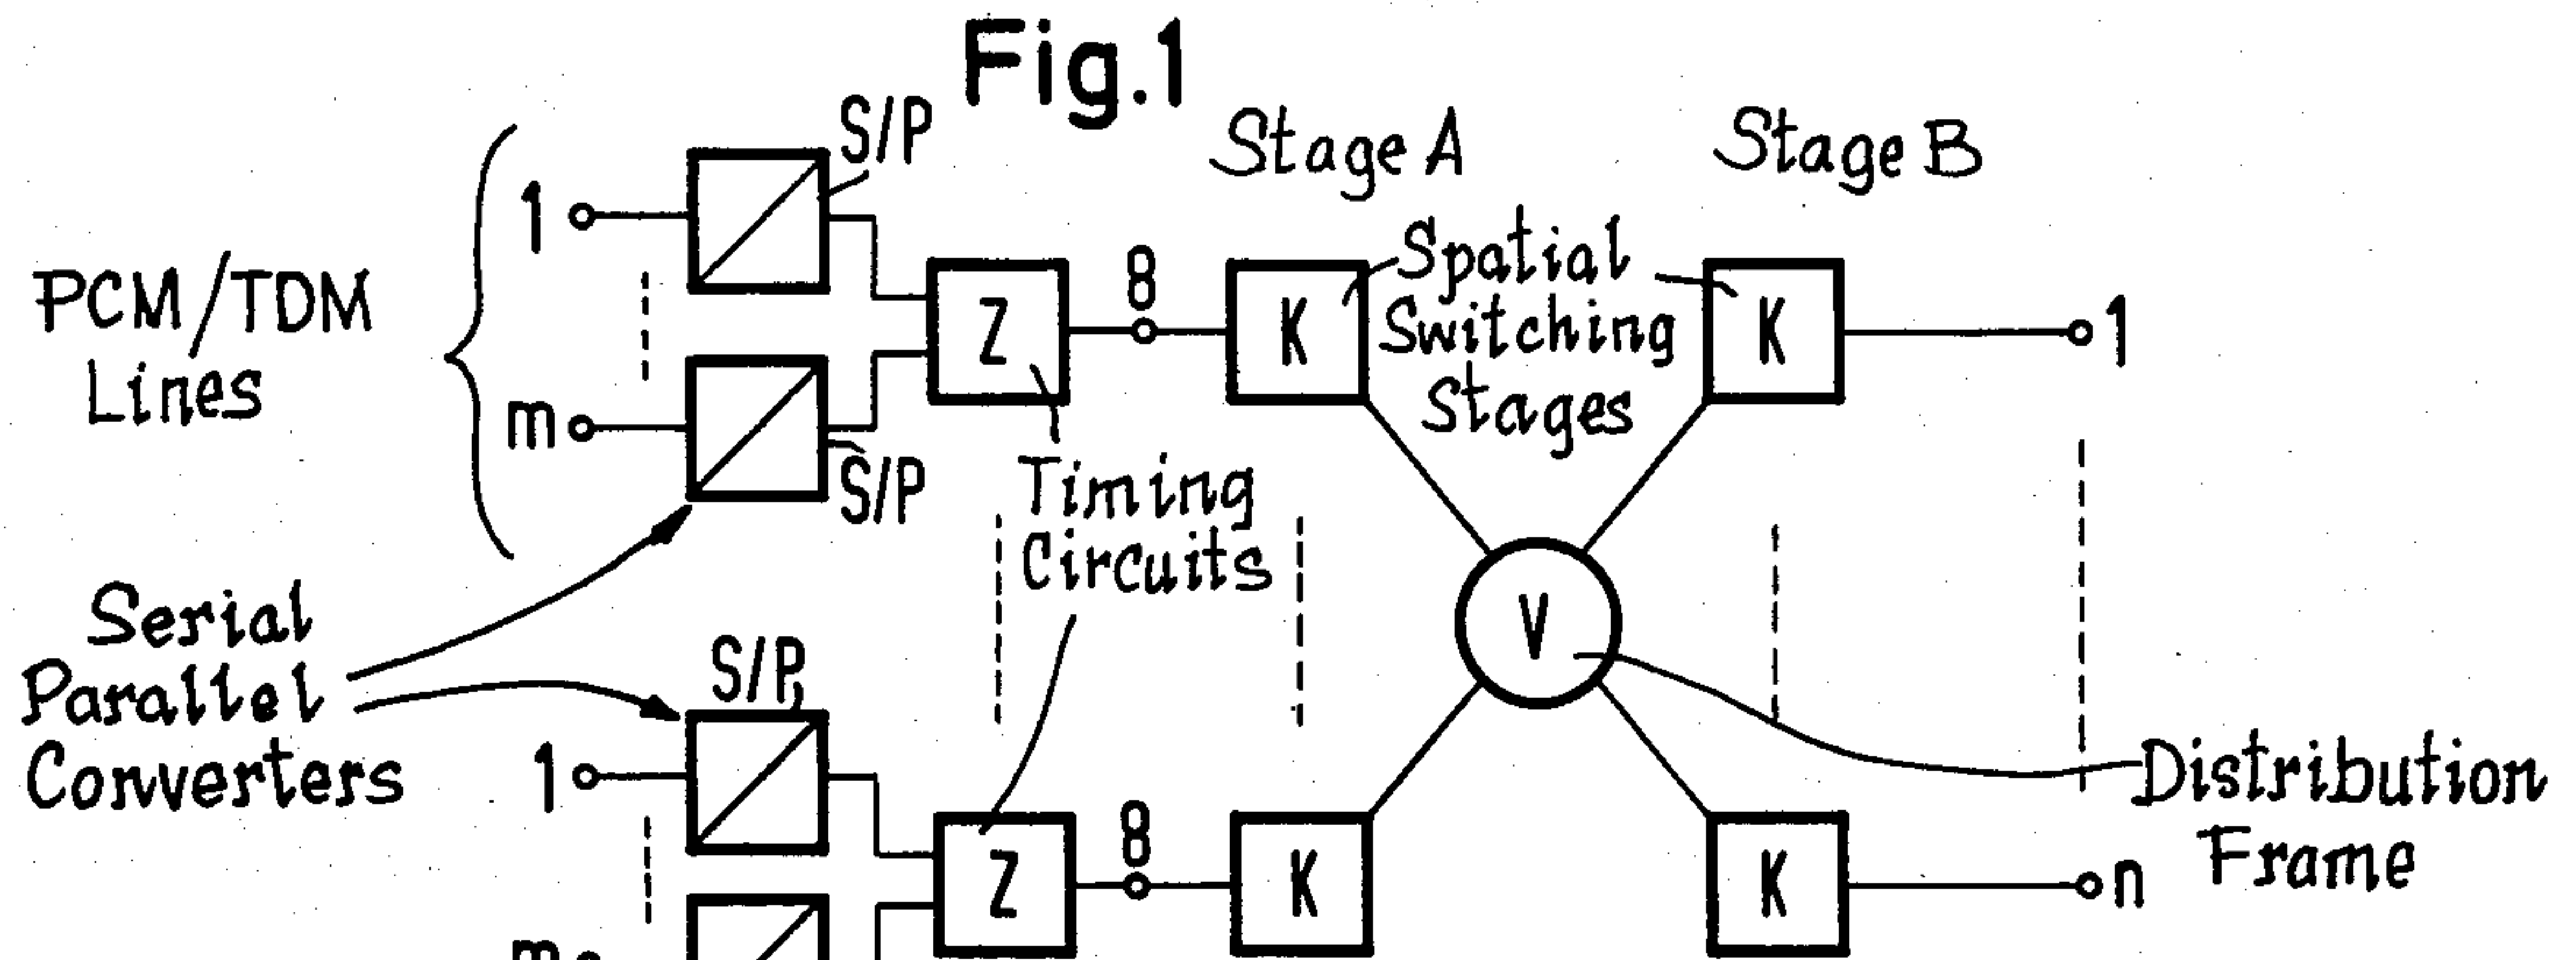 Fig.1
S/P
Stage A
Stage B
1
PCM/TDM
Lines
Z
8
K
Spatial
Switching
Stages
K
1
m
S/P
Timing
Circuits
V
Serial
Parallel
Converters
S/P
1
Z
8
K
K
n
Distribution
Frame
m